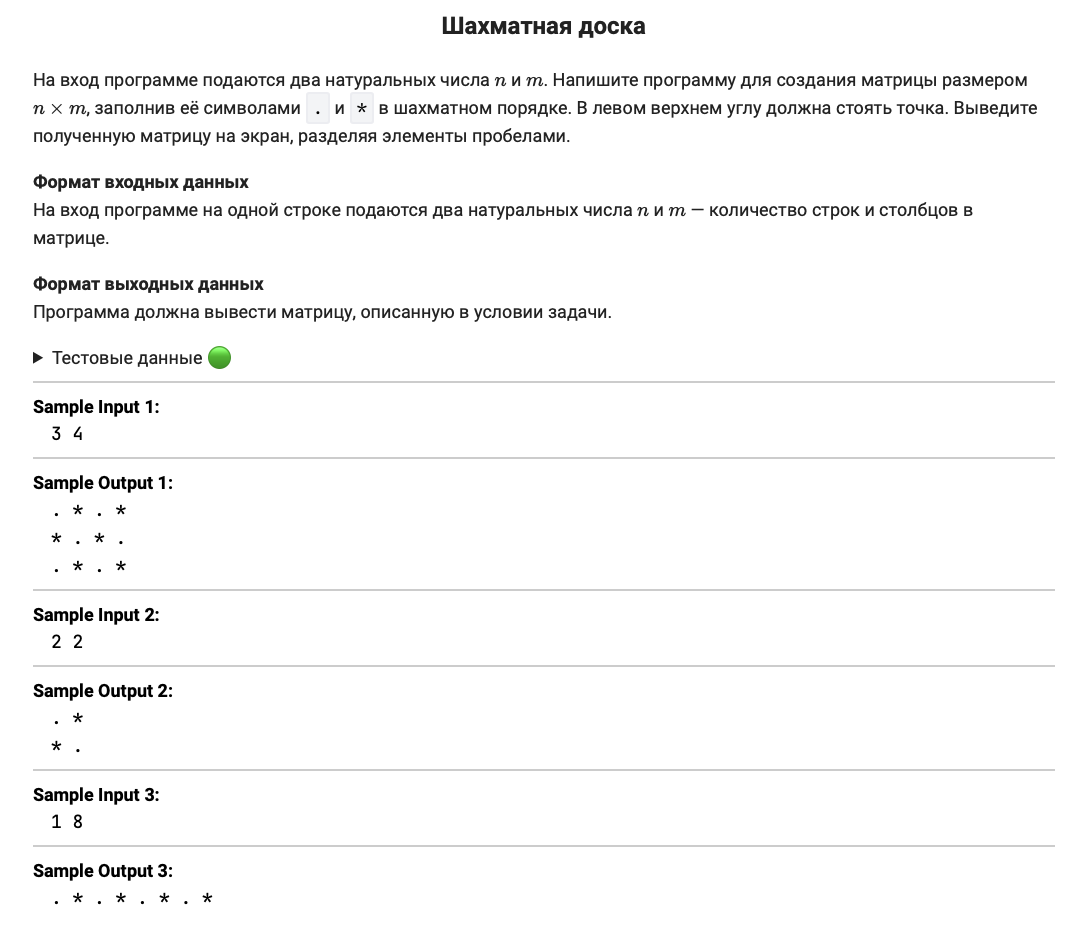 Шахматная доска
На вход программе подаются два натуральных числа n и m. Напишите программу для создания матрицы размером
n × m, заполнив её символами . и * в шахматном порядке. В левом верхнем углу должна стоять точка. Выведите
полученную матрицу на экран, разделяя элементы пробелами.
Формат входных данных
На вход программе на одной строке подаются два натуральных числа n и m — количество строк и столбцов в
матрице.
Формат выходных данных
Программа должна вывести матрицу, описанную в условии задачи.
Тестовые данные
Sample Input 1:
3 4
Sample Output 1:
. * . *
* . * .
. * . *
Sample Input 2:
2 2
Sample Output 2:
. *
* .
Sample Input 3:
1 8
Sample Output 3:
. * . * . * . *